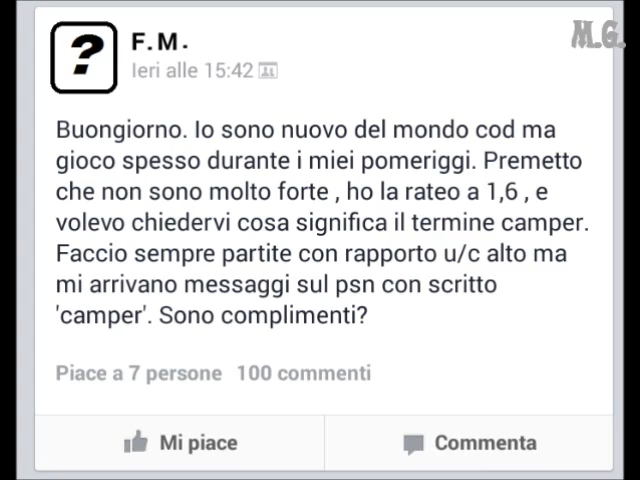 M.G.
?
F.M.
Ieri alle 15:42
Buongiorno. Io sono nuovo del mondo cod ma
gioco spesso durante i miei pomeriggi. Premetto
che non sono molto forte , ho la rateo a 1,6 , e
volevo chiedervi cosa significa il termine camper.
Faccio sempre partite con rapporto u/c alto ma
mi arrivano messaggi sul psn con scritto
'camper'. Sono complimenti?
Piace a 7 persone 100 commenti
Mi piace Commenta